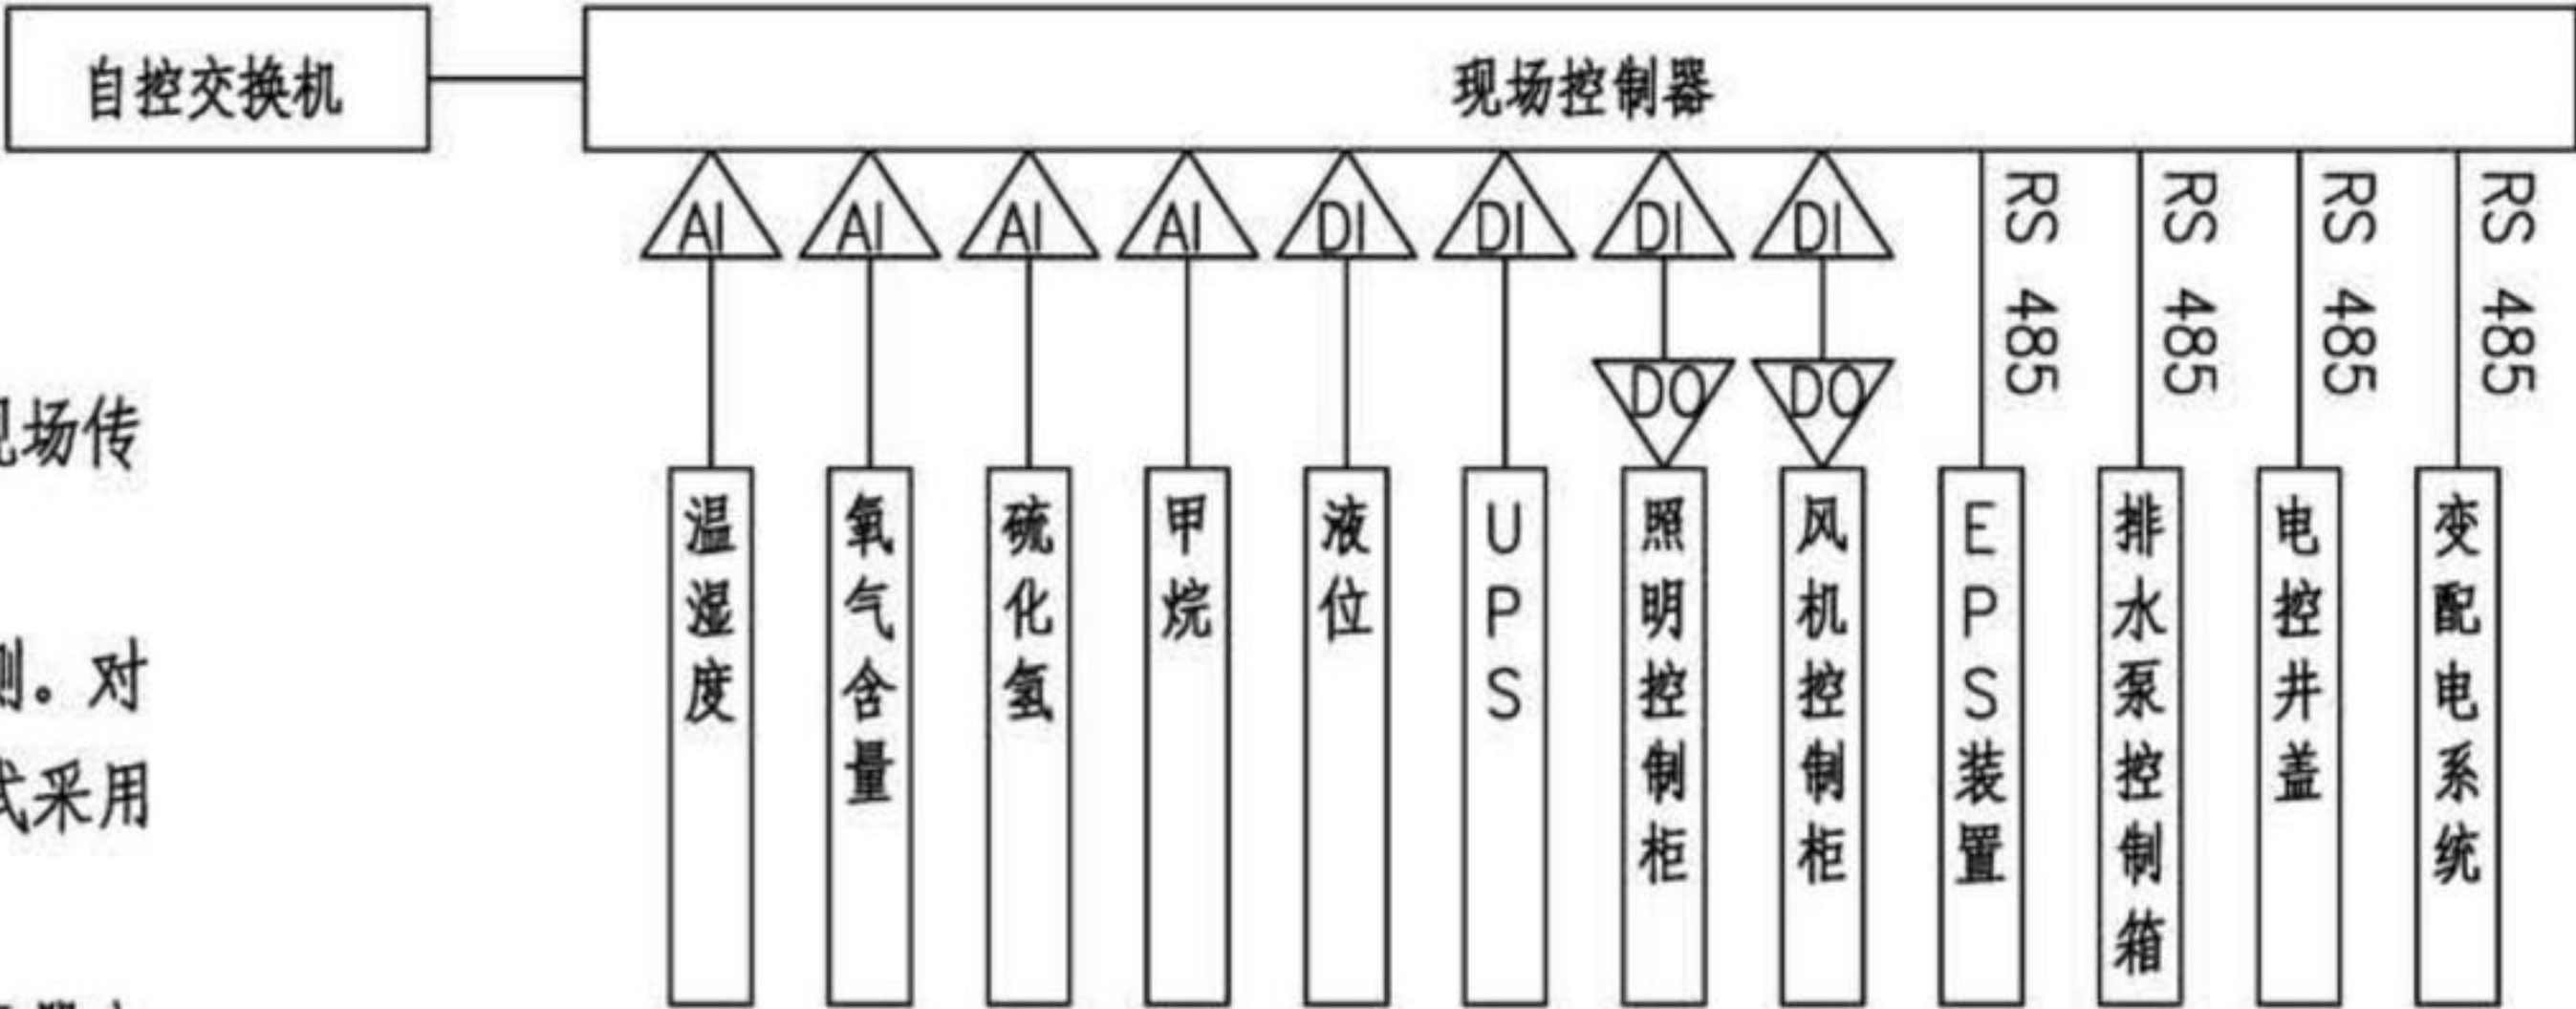 自控交换机
现场控制器
AI
AI
AI
AI
DI
DI
DI
DI
RS 485
RS 485
RS 485
RS 485
DO
DO
温湿度
氧气含量
硫化氢
甲烷
液位
UPS
照明控制柜
风机控制柜
EPS装置
排水泵控制箱
电控井盖
变配电系统
场传
。对
采用